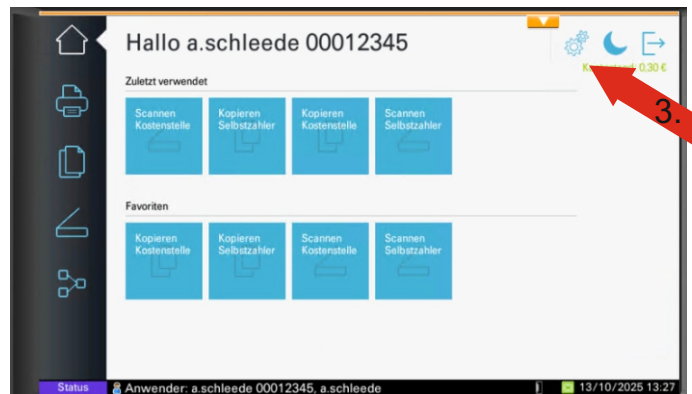 Hallo a.schleede 00012345
0,30 €
3.
Zuletzt verwendet
Scannen
Kostenstelle
Kopieren
Selbstzahler
Kopieren
Kostenstelle
Scannen
Selbstzahler
Favoriten
Kopieren
Kostenstelle
Kopieren
Selbstzahler
Scannen
Kostenstelle
Scannen
Selbstzahler
Status
Anwender: a.schleede 00012345, a.schleede
13/10/2025 13:27